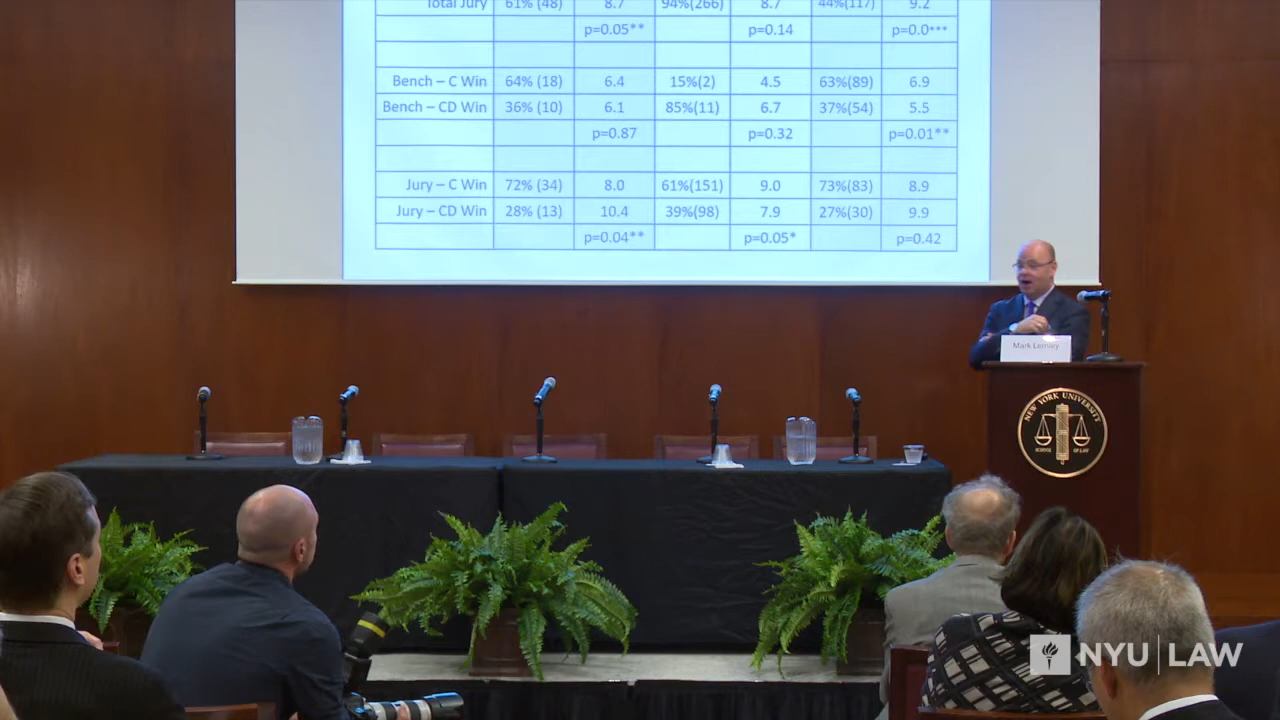 Total Jury 61% (48) 8.7 94%(266) 8.7 44%(117) 9.2
p=0.05** p=0.14 p=0.0***
Bench – C Win 64% (18) 6.4 15%(2) 4.5 63%(89) 6.9
Bench – CD Win 36% (10) 6.1 85%(11) 6.7 37%(54) 5.5
p=0.87 p=0.32 p=0.01**
Jury – C Win 72% (34) 8.0 61%(151) 9.0 73%(83) 8.9
Jury – CD Win 28% (13) 10.4 39%(98) 7.9 27%(30) 9.9
p=0.04** p=0.05* p=0.42
Mark Lemley
NEW YORK UNIVERSITY
SCHOOL OF LAW
NYU | LAW